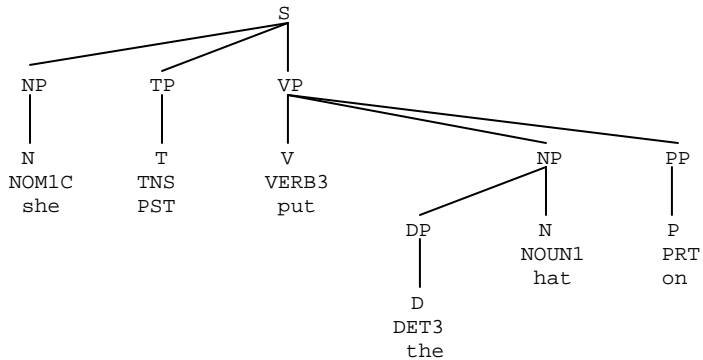 S
NP TP VP
N T V NP PP
NOM1C TNS VERB3
she PST put
DP N P
NOUN1 PRT
hat on
D
DET3
the